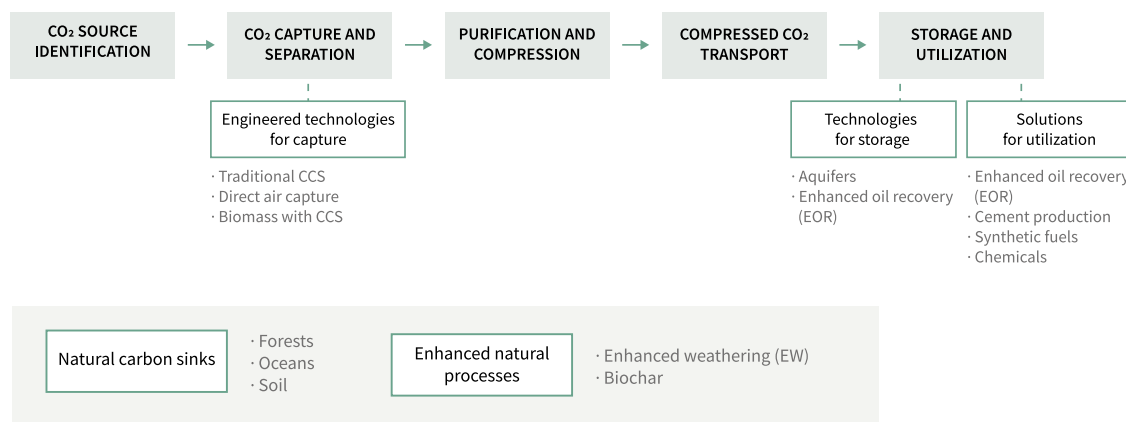 CO₂ SOURCE
IDENTIFICATION
CO₂ CAPTURE AND
SEPARATION
PURIFICATION AND
COMPRESSION
COMPRESSED CO₂
TRANSPORT
STORAGE AND
UTILIZATION
Engineered technologies
for capture
· Traditional CCS
· Direct air capture
· Biomass with CCS
Technologies
for storage
· Aquifers
· Enhanced oil recovery
(EOR)
Solutions
for utilization
· Enhanced oil recovery
(EOR)
· Cement production
· Synthetic fuels
· Chemicals
Natural carbon sinks
· Forests
· Oceans
· Soil
Enhanced natural
processes
· Enhanced weathering (EW)
· Biochar